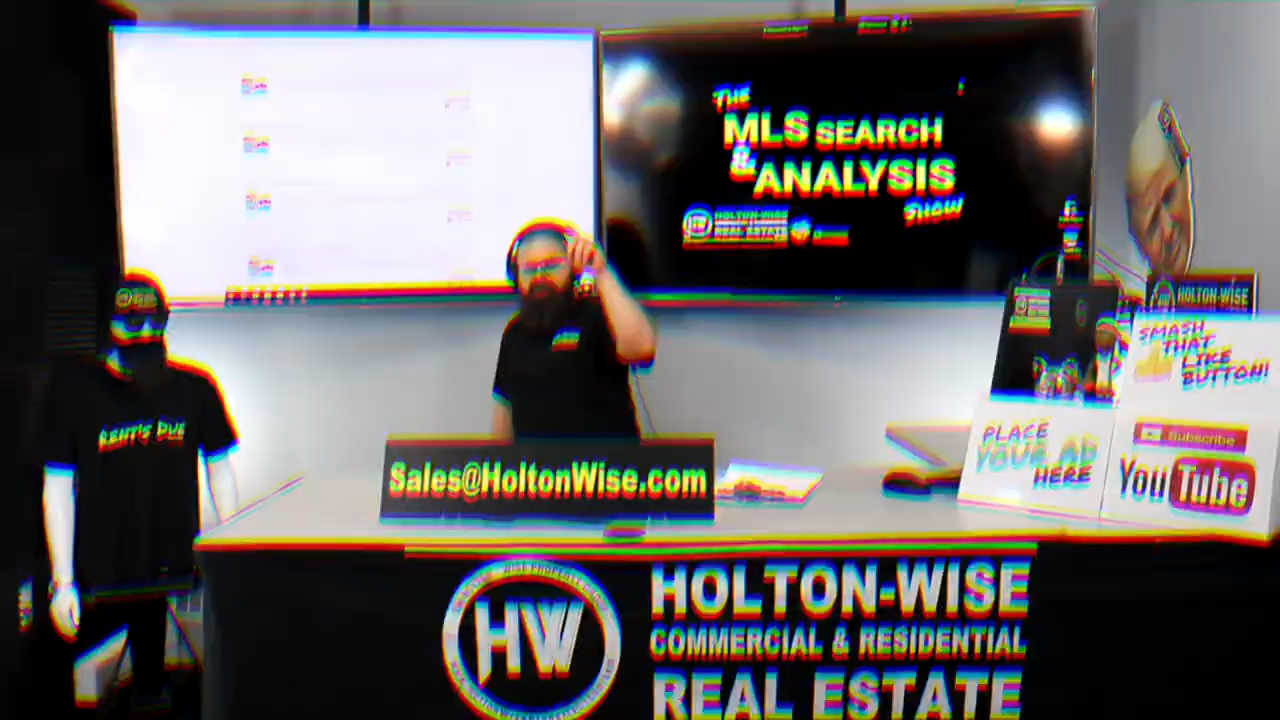 THE
MLS SEARCH
& ANALYSIS
SHOW
HOLTON-WISE
REAL ESTATE
HOLTON-WISE
SMASH
THAT
LIKE
BUTTON!
RENT'S DUE
PLACE
YOUR AD
HERE
Subscribe
YouTube
Sales@HoltonWise.com
HW
HOLTON-WISE
COMMERCIAL & RESIDENTIAL
REAL ESTATE